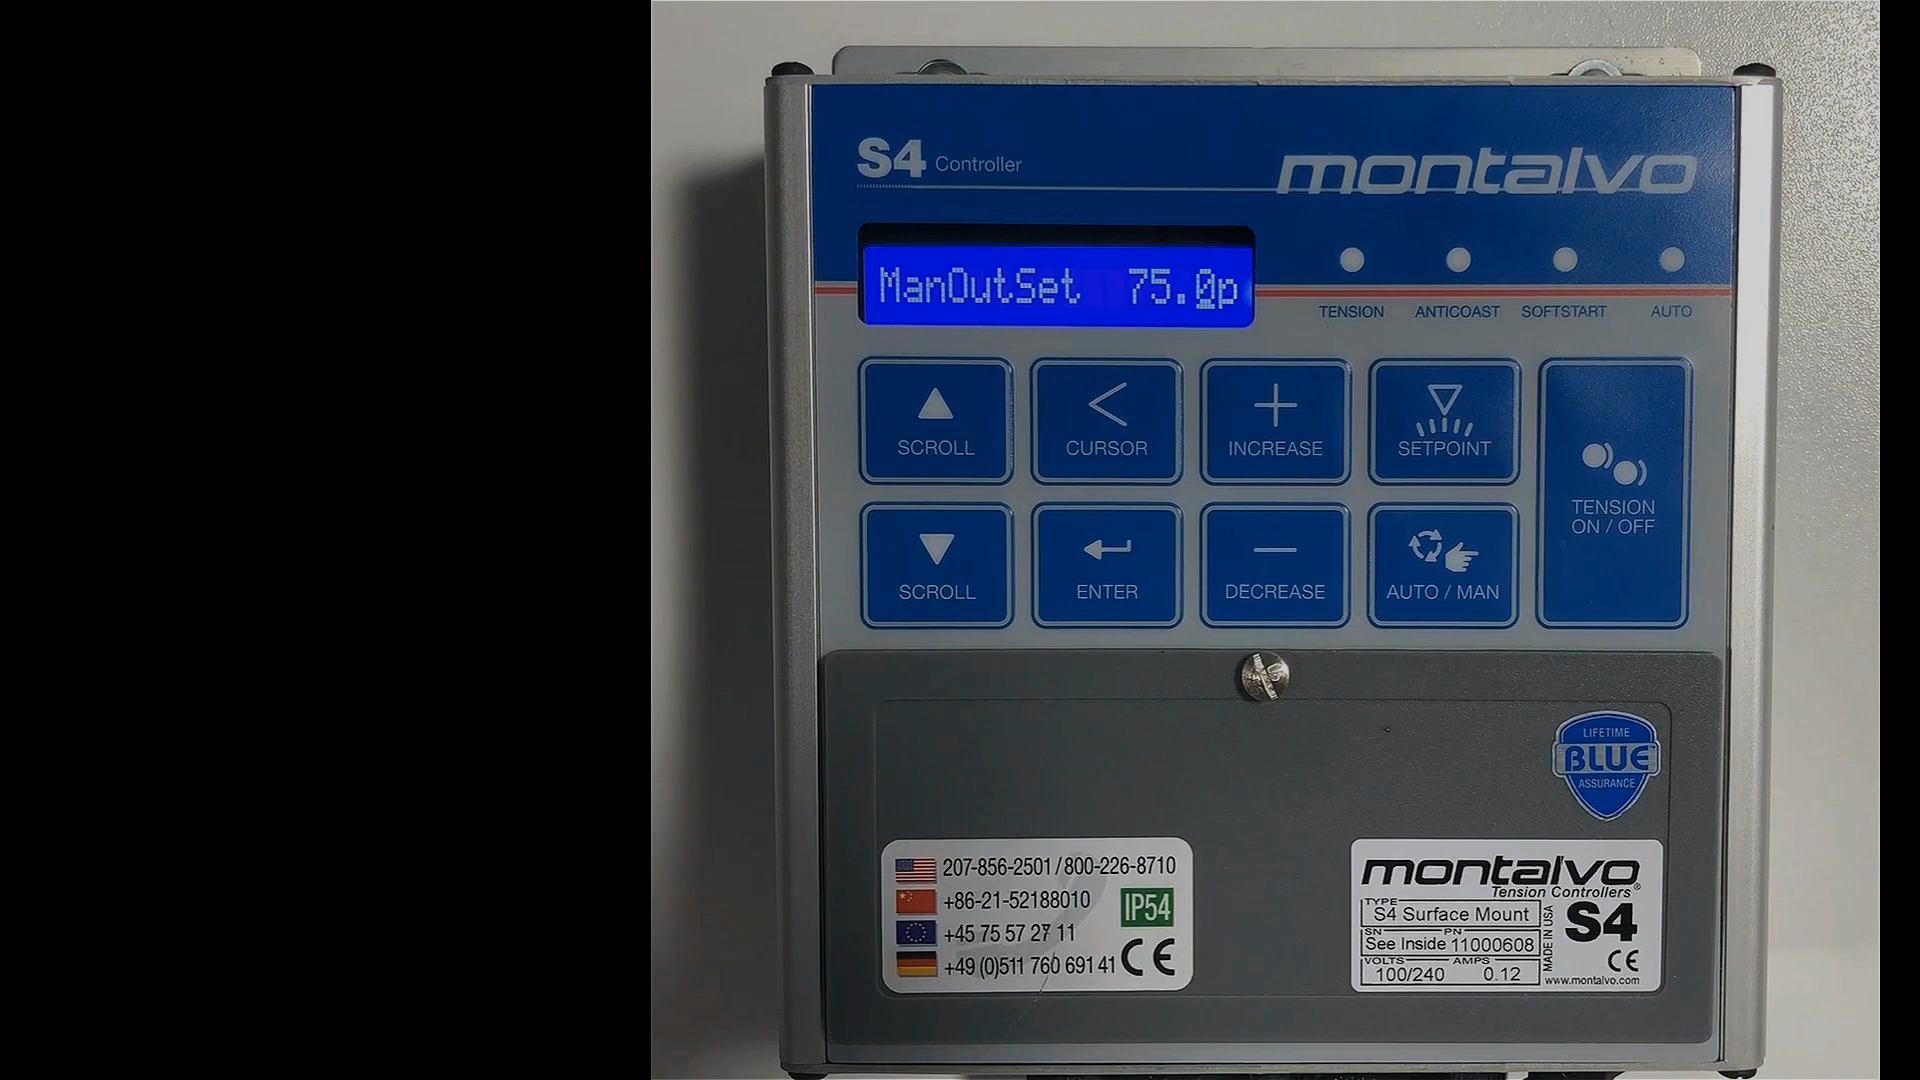 S4 Controller
montalvo
ManOutSet 75.0p
TENSION ANTICOAST SOFTSTART AUTO
SCROLL CURSOR INCREASE SETPOINT
TENSION
ON / OFF
SCROLL ENTER DECREASE AUTO / MAN
LIFETIME
BLUE
ASSURANCE
207-856-2501 / 800-226-8710
+86-21-52188010
+45 75 57 27 11
+49 (0)511 760 691 41
IP54
CE
montalvo
Tension Controllers®
TYPE
S4 Surface Mount
SN PN
See Inside 11000608
VOLTS AMPS
100/240 0.12
MADE IN USA
S4
CE
www.montalvo.com